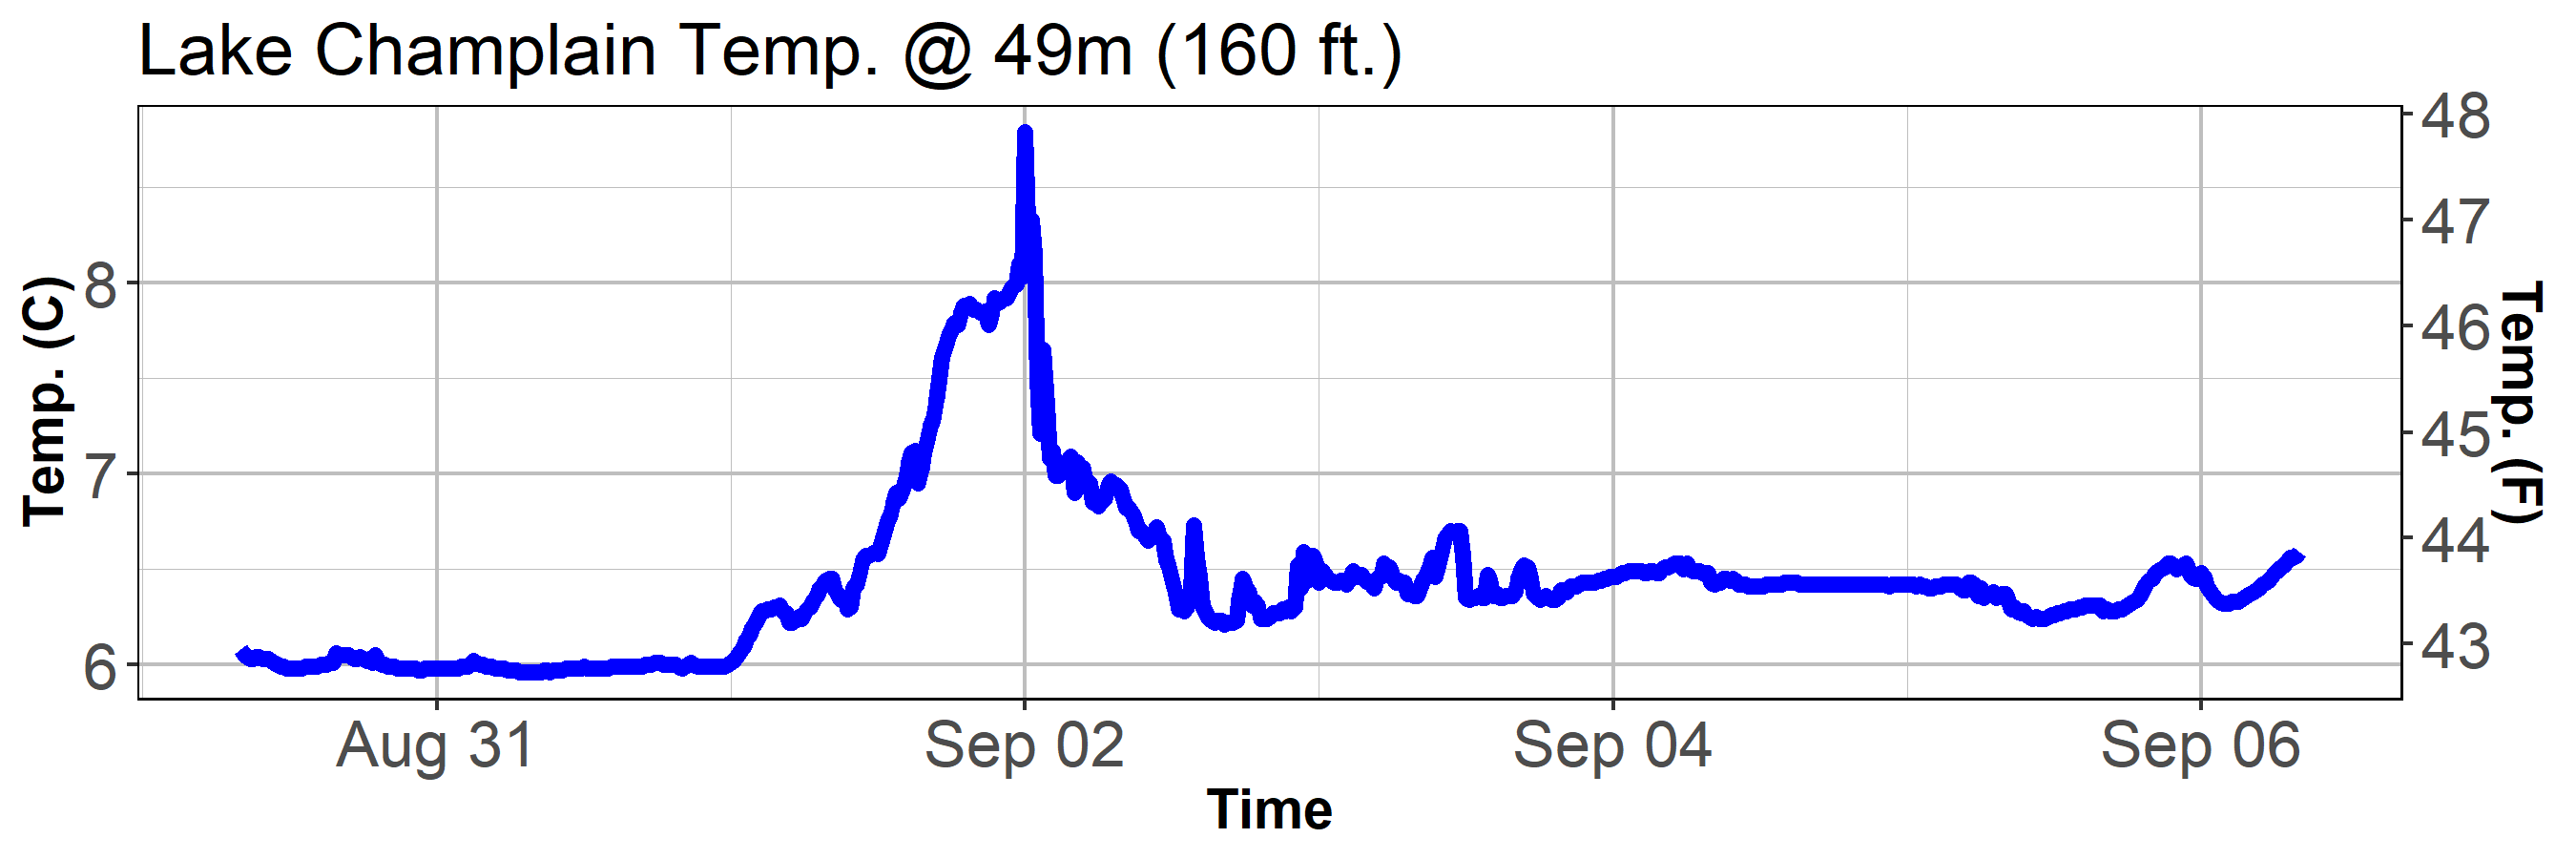 Lake Champlain Temp. @ 49m (160 ft.)
Temp. (C)
8
7
6
48
47
46
45
44
43
Temp. (F)
Aug 31 Sep 02 Sep 04 Sep 06
Time